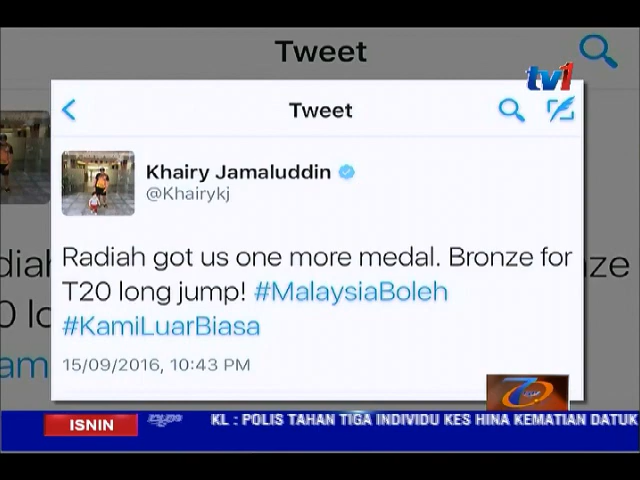 Tweet
tv1
Tweet
Khairy Jamaluddin
@Khairykj
Radiah got us one more medal. Bronze for
T20 long jump! #MalaysiaBoleh
#KamiLuarBiasa
15/09/2016, 10:43 PM
7
ISNIN
KL : POLIS TAHAN TIGA INDIVIDU KES HINA KEMATIAN DATUK